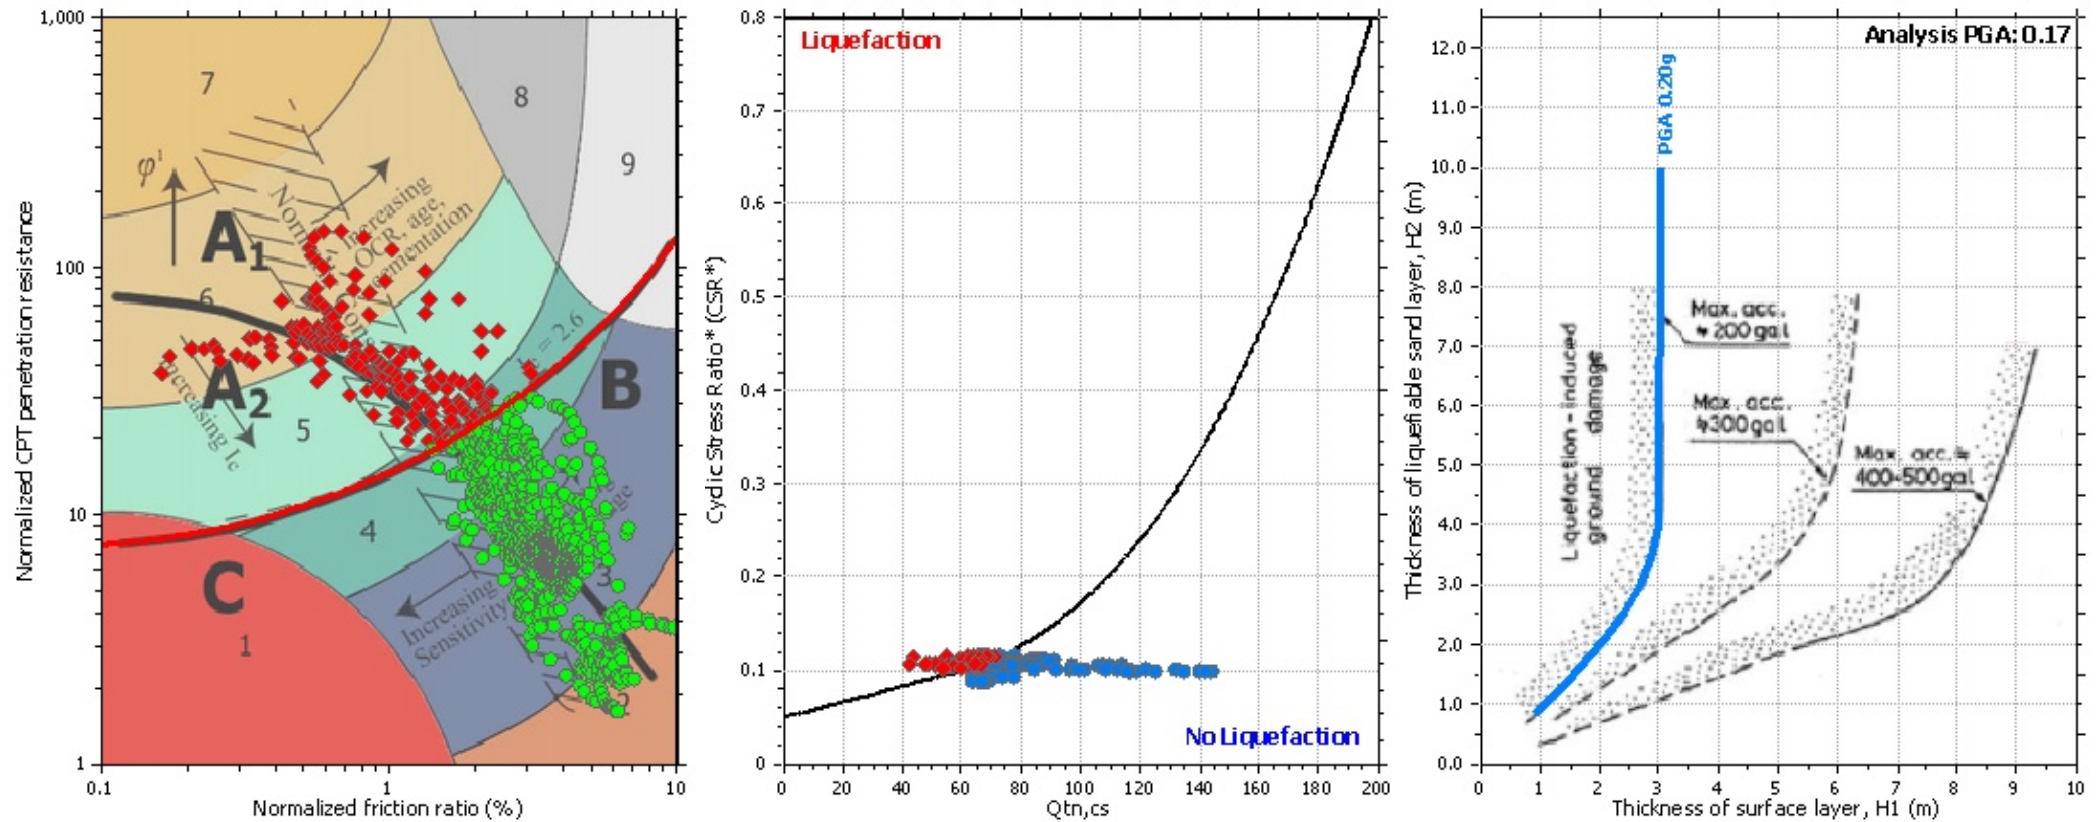 1,000
100
10
1
0.1
1
10
Normalized CPT penetration resistance
Normalized friction ratio (%)
7
8
9
φ'
A1
Increasing
OCR, age,
cementation
6
A2
Increasing Ic
5
Ic = 2.6
B
4
C
1
Increasing
Sensitivity
3
2
0.8
0.7
0.6
0.5
0.4
0.3
0.2
0.1
0
0
20
40
60
80
100
120
140
160
180
200
Cyclic Stress Ratio* (CSR*)
Qtn,cs
Liquefaction
No Liquefaction
Analysis PGA: 0.17
12.0
11.0
10.0
9.0
8.0
7.0
6.0
5.0
4.0
3.0
2.0
1.0
0.0
0
1
2
3
4
5
6
7
8
9
10
Thickness of liquefiable sand layer, H2 (m)
Thickness of surface layer, H1 (m)
PGA 0.20g
Liquefaction - induced
ground damage
Max. acc.
≒ 200 gal
Max. acc.
≒300gal
Max. acc. ≒
400~500gal